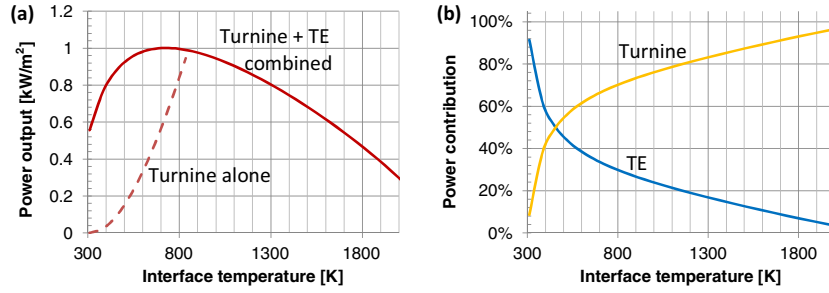 (a)
Power output [kW/m²]
1.2
1
0.8
0.6
0.4
0.2
0
Turnine + TE
combined
Turnine alone
300
800
1300
1800
Interface temperature [K]
(b)
Power contribution
100%
80%
60%
40%
20%
0%
Turnine
TE
300
800
1300
1800
Interface temperature [K]